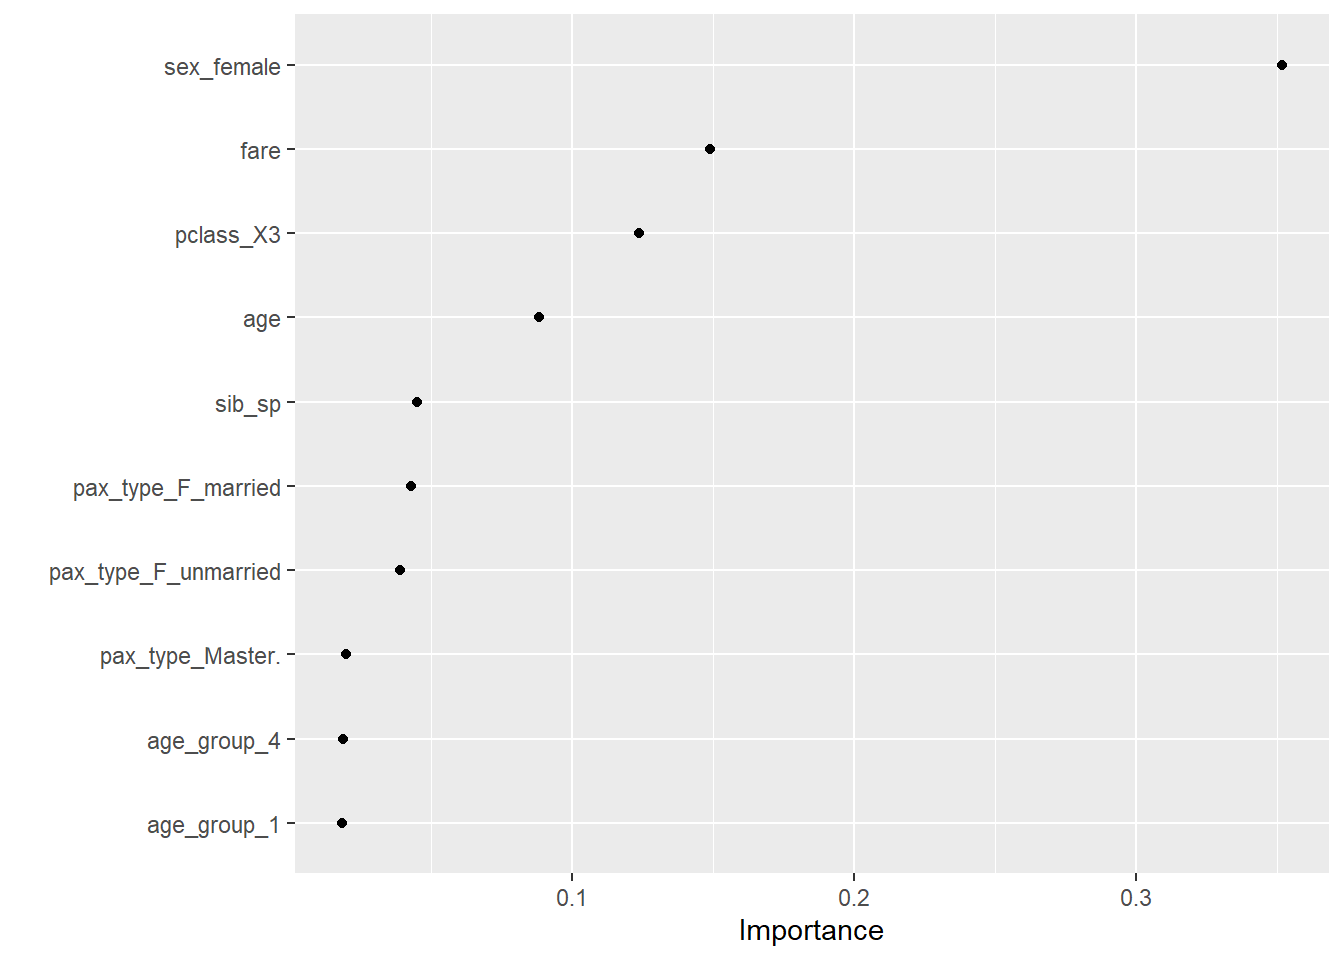 sex_female
fare
pclass_X3
age
sib_sp
pax_type_F_married
pax_type_F_unmarried
pax_type_Master.
age_group_4
age_group_1
0.1 0.2 0.3
Importance